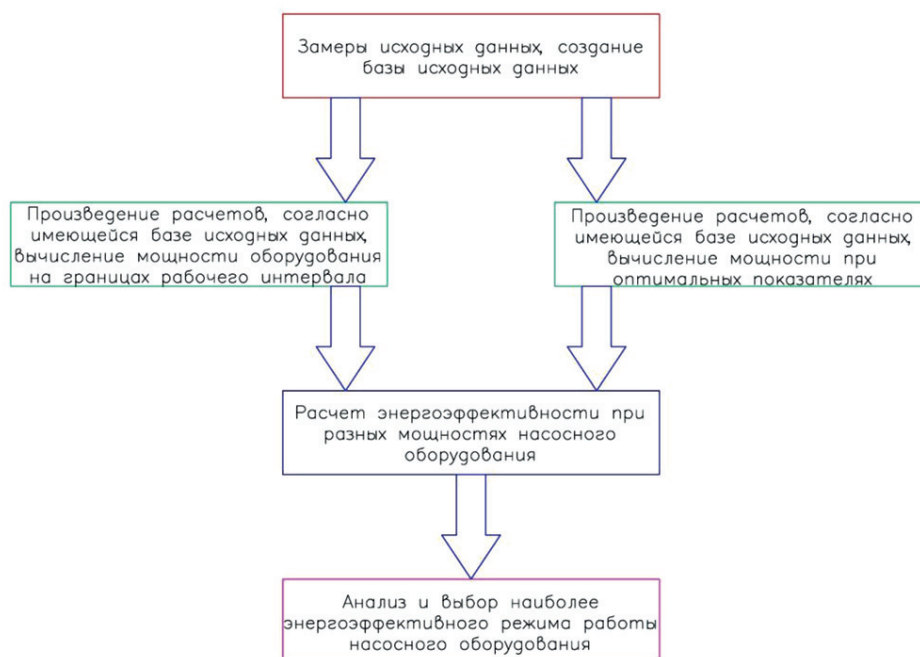 Замеры исходных данных, создание
базы исходных данных
Произведение расчетов, согласно
имеющейся базе исходных данных,
вычисление мощности оборудования
на границах рабочего интервала
Произведение расчетов, согласно
имеющейся базе исходных данных,
вычисление мощности при
оптимальных показателях
Расчет энергоэффективности при
разных мощностях насосного
оборудования
Анализ и выбор наиболее
энергоэффективного режима работы
насосного оборудования